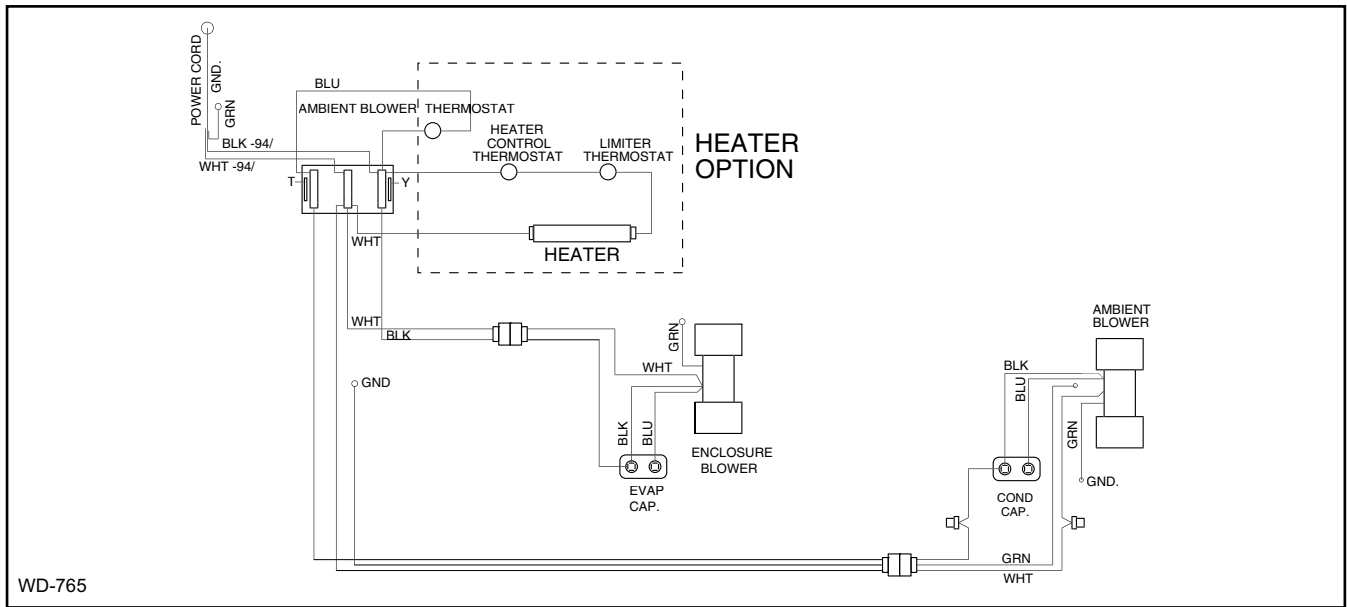 POWER CORD
GND.
GRN
BLU
AMBIENT BLOWER THERMOSTAT
HEATER
CONTROL
THERMOSTAT
LIMITER
THERMOSTAT
HEATER
OPTION
BLK -94/
WHT -94/
T
Y
WHT
HEATER
WHT
BLK
GRN
WHT
GND
BLK
BLU
ENCLOSURE
BLOWER
EVAP
CAP.
AMBIENT
BLOWER
BLK
BLU
GRN
GND.
COND
CAP.
GRN
WHT
WD-765